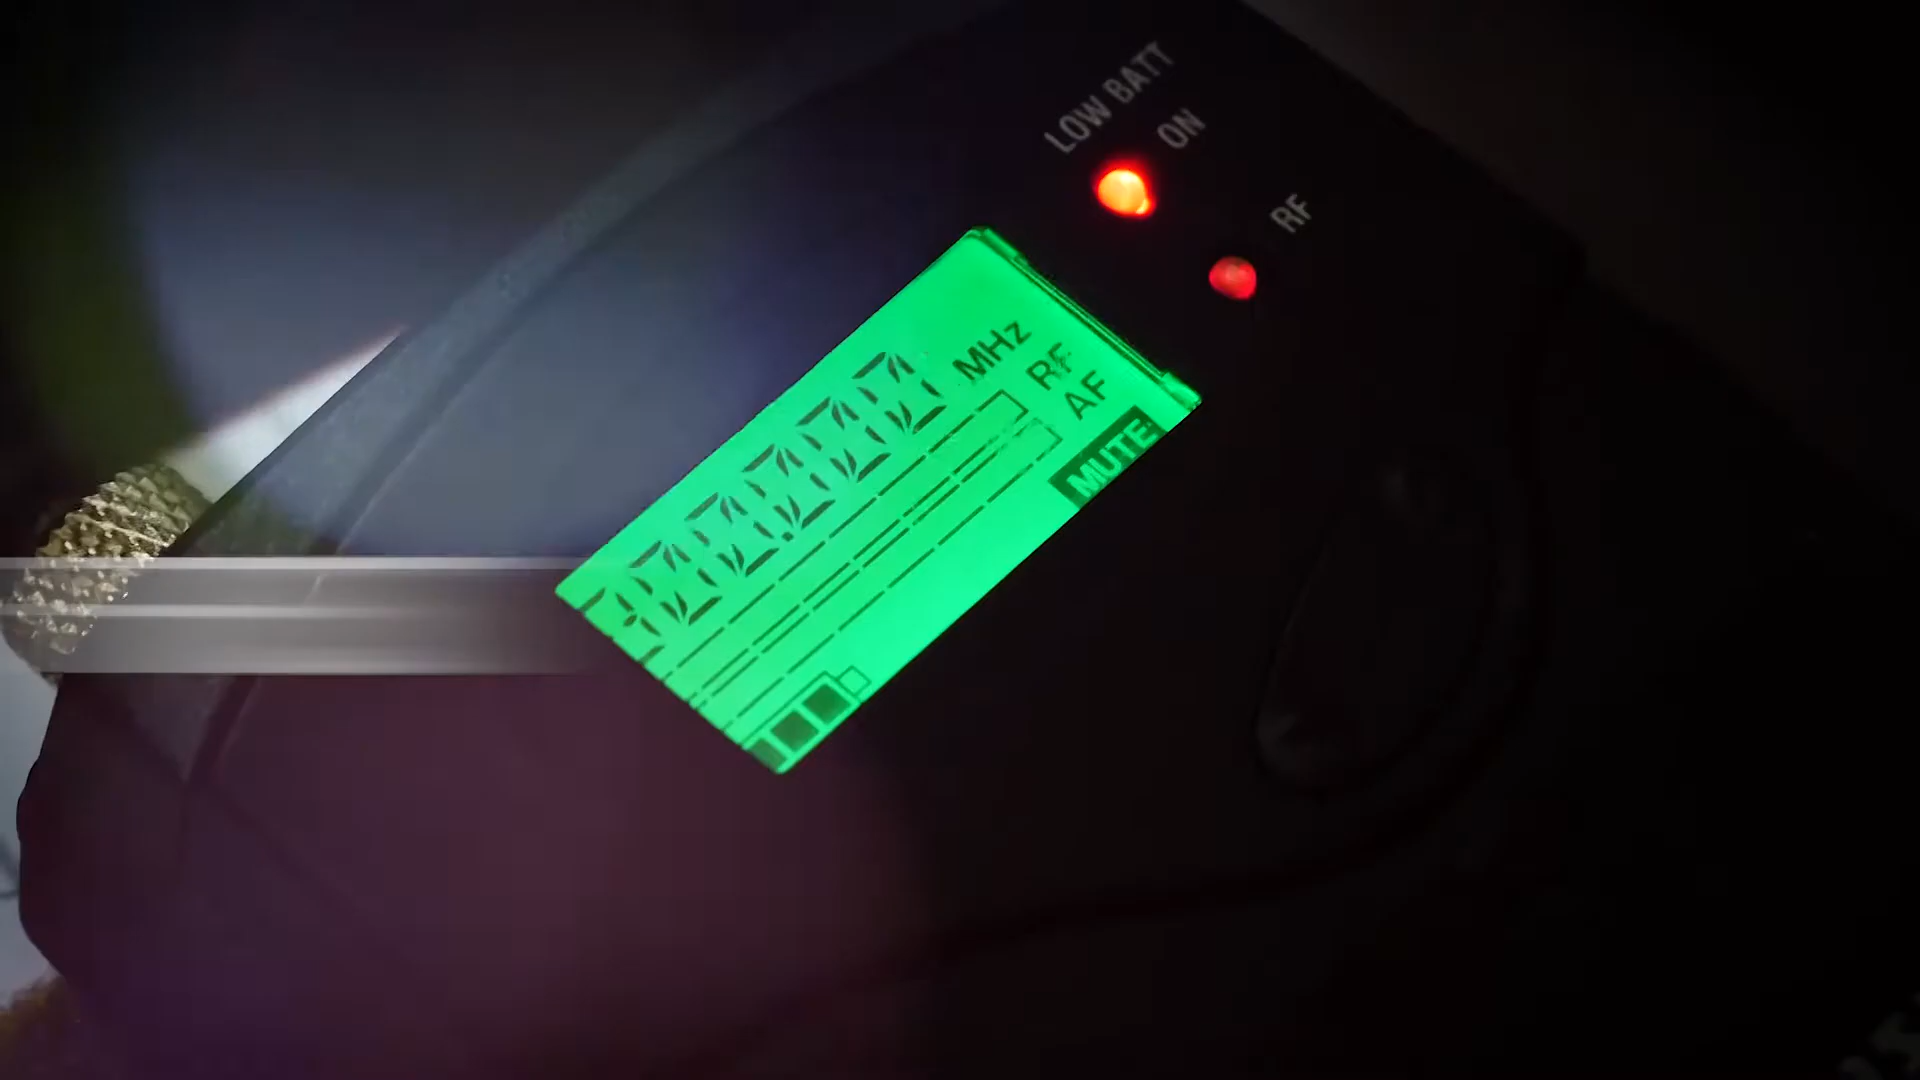 LOW BATT
ON
RF
MHz
RF
AF
MUTE